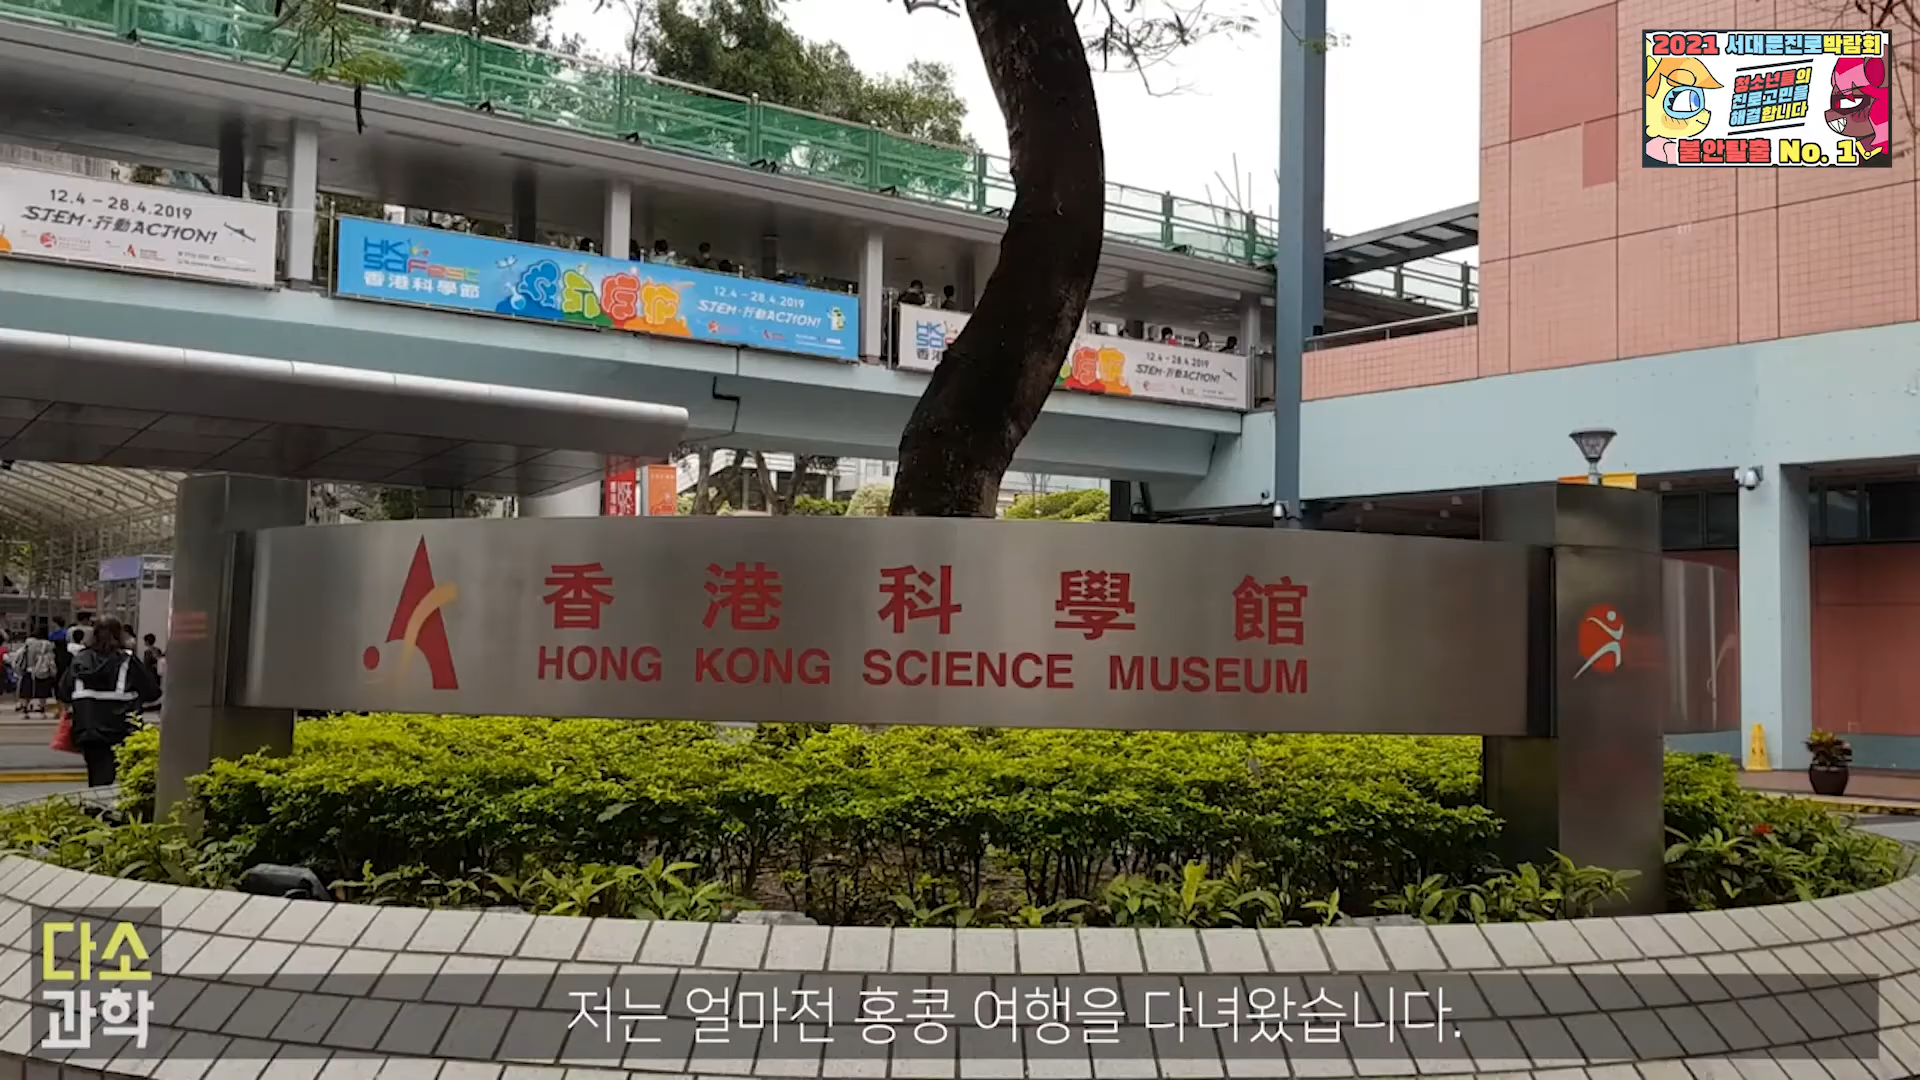 2021 서대문진로박람회
청소년들의
진로고민을
해결합니다
불안탈출 No. 1
12.4 – 28.4.2019
STEM·行動ACTION!
HK
SciFest
香港科學節
12.4 – 28.4.2019
STEM·行動ACTION!
HK
12.4 – 28.4.2019
STEM·行動ACTION!
香港科學館
HONG KONG SCIENCE MUSEUM
다소
과학
저는 얼마전 홍콩 여행을 다녀왔습니다.